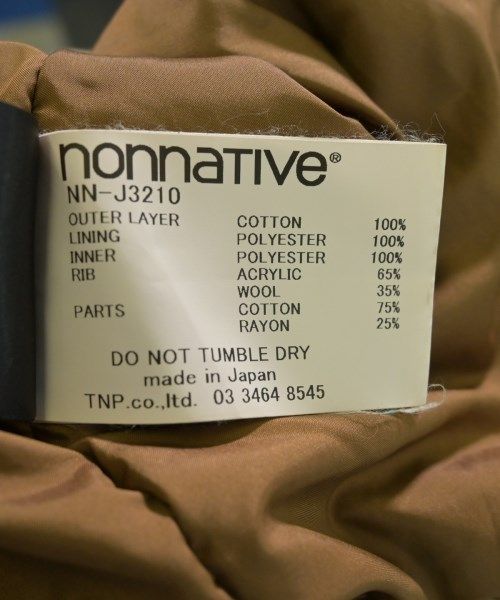 nonnative®
NN-J3210
OUTER LAYER COTTON 100%
LINING POLYESTER 100%
INNER POLYESTER 100%
RIB ACRYLIC 65%
WOOL 35%
PARTS COTTON 75%
RAYON 25%
DO NOT TUMBLE DRY
made in Japan
TNP.co.,ltd. 03 3464 8545